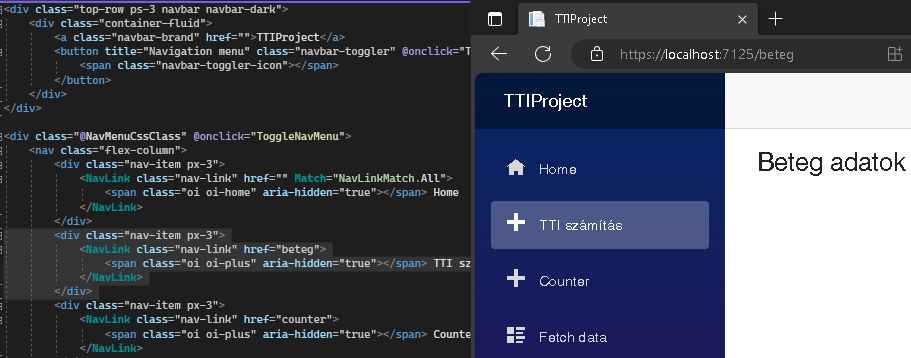 <div class="top-row ps-3 navbar navbar-dark">
<div class="container-fluid">
<a class="navbar-brand" href="">TTIProject</a>
<button title="Navigation menu" class="navbar-toggler" @onclick="T
<span class="navbar-toggler-icon"></span>
</button>
</div>
</div>
<div class="@NavMenuCssClass" @onclick="ToggleNavMenu">
<nav class="flex-column">
<div class="nav-item px-3">
<NavLink class="nav-link" href="" Match="NavLinkMatch.All">
<span class="oi oi-home" aria-hidden="true"></span> Home
</NavLink>
</div>
<div class="nav-item px-3">
<NavLink class="nav-link" href="beteg">
<span class="oi oi-plus" aria-hidden="true"></span> TTI sz
</NavLink>
</div>
<div class="nav-item px-3">
<NavLink class="nav-link" href="counter">
<span class="oi oi-plus" aria-hidden="true"></span> Counte
</NavLink>
TTIProject
https://localhost:7125/beteg
TTIProject
Home
TTI számítás
Counter
Fetch data
Beteg adatok